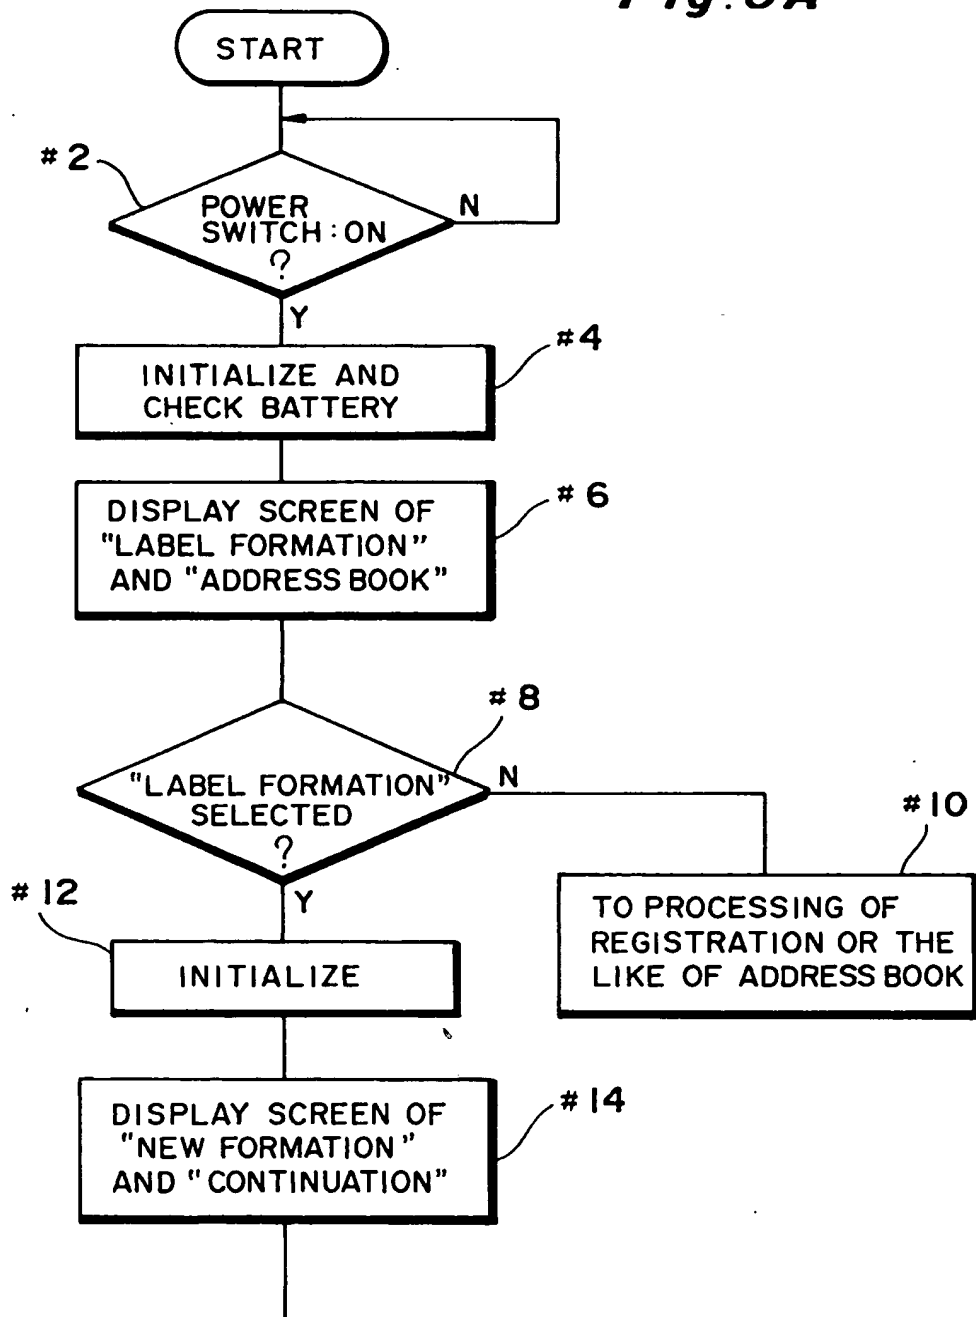 START
#2
POWER
SWITCH:ON
?
N
Y
#4
INITIALIZE AND
CHECK BATTERY
#6
DISPLAY SCREEN OF
"LABEL FORMATION"
AND "ADDRESS BOOK"
#8
"LABEL FORMATION"
SELECTED
?
N
Y
#10
TO PROCESSING OF
REGISTRATION OR THE
LIKE OF ADDRESS BOOK
#12
INITIALIZE
#14
DISPLAY SCREEN OF
"NEW FORMATION"
AND "CONTINUATION"